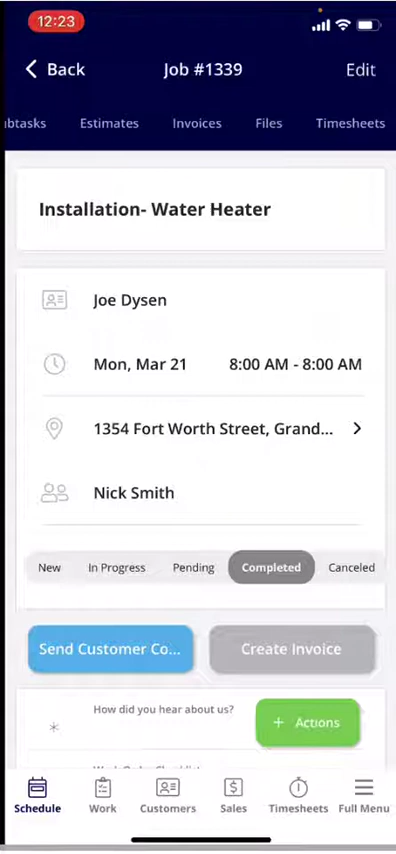 12:23
Back Job #1339 Edit
btasks Estimates Invoices Files Timesheets
Installation- Water Heater
Joe Dysen
Mon, Mar 21 8:00 AM - 8:00 AM
1354 Fort Worth Street, Grand...
Nick Smith
New In Progress Pending Completed Canceled
Send Customer Co... Create Invoice
How did you hear about us?
+ Actions
Schedule Work Customers Sales Timesheets Full Menu